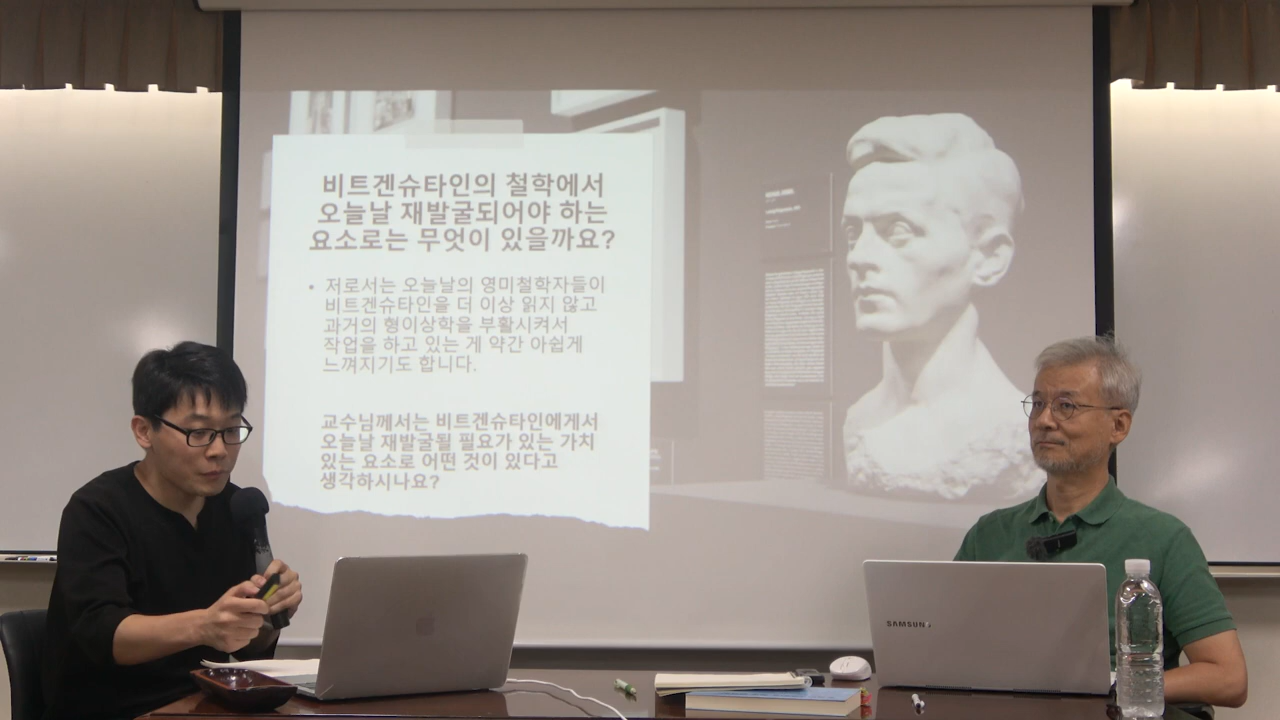 비트겐슈타인의 철학에서
오늘날 재발굴되어야 하는
요소로는 무엇이 있을까요?
• 저로서는 오늘날의 영미철학자들이
비트겐슈타인을 더 이상 읽지 않고
과거의 형이상학을 부활시켜서
작업을 하고 있는 게 약간 아쉽게
느껴지기도 합니다.
교수님께서는 비트겐슈타인에게서
오늘날 재발굴될 필요가 있는 가치
있는 요소로 어떤 것이 있다고
생각하시나요?
SAMSUNG